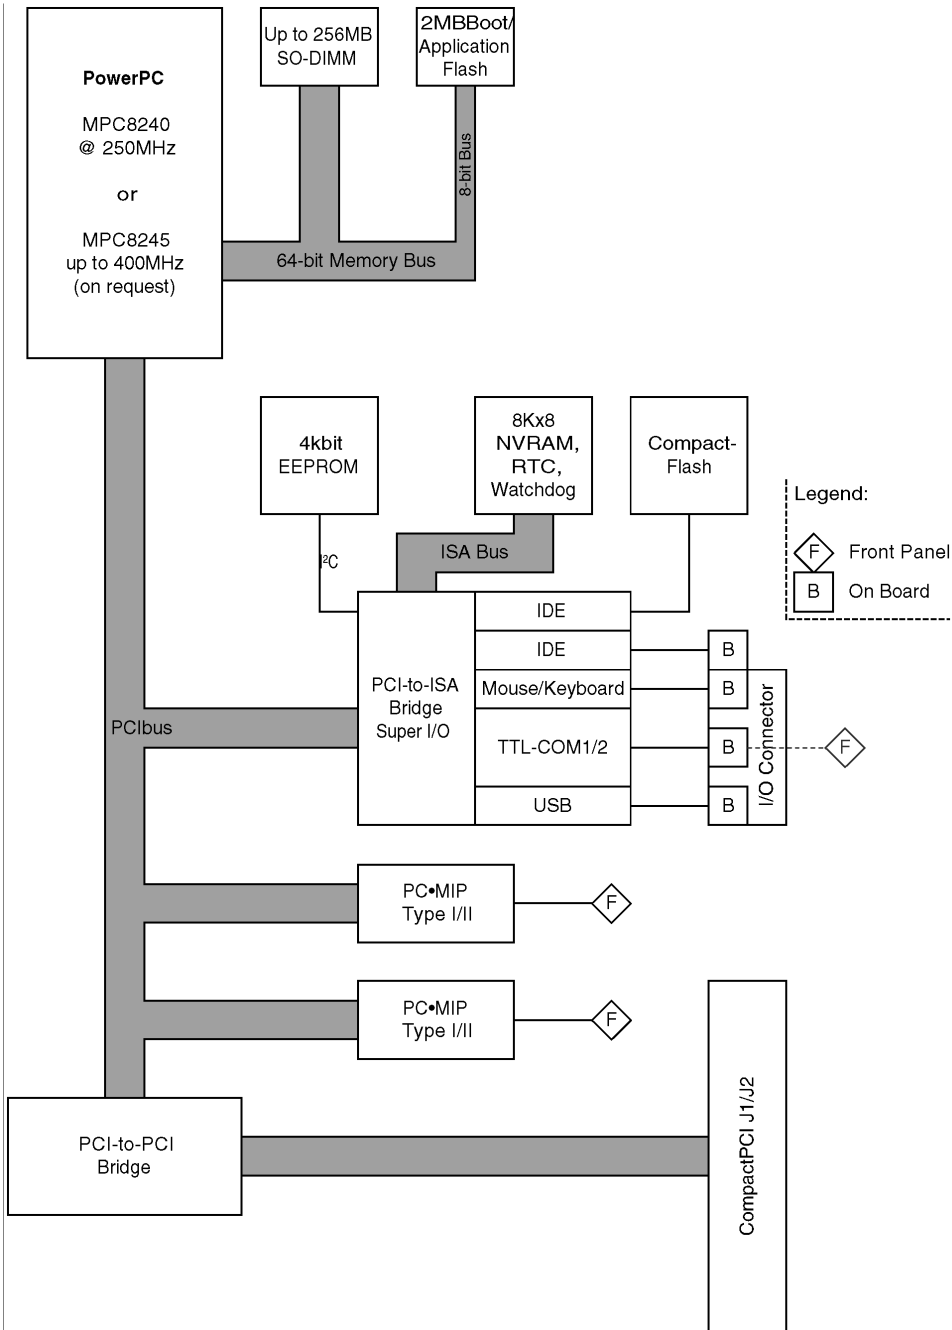 PowerPC
MPC8240
@ 250MHz
or
MPC8245
up to 400MHz
(on request)
Up to 256MB
SO-DIMM
2MBBoot/
Application
Flash
8-bit Bus
64-bit Memory Bus
4kbit
EEPROM
8Kx8
NVRAM,
RTC,
Watchdog
Compact-
Flash
Legend:
F Front Panel
B On Board
I²C
ISA Bus
PCI-to-ISA
Bridge
Super I/O
IDE
IDE
B
Mouse/Keyboard
B
TTL-COM1/2
B
F
USB
B
I/O Connector
PCIbus
PC•MIP
Type I/II
F
PC•MIP
Type I/II
F
PCI-to-PCI
Bridge
CompactPCI J1/J2